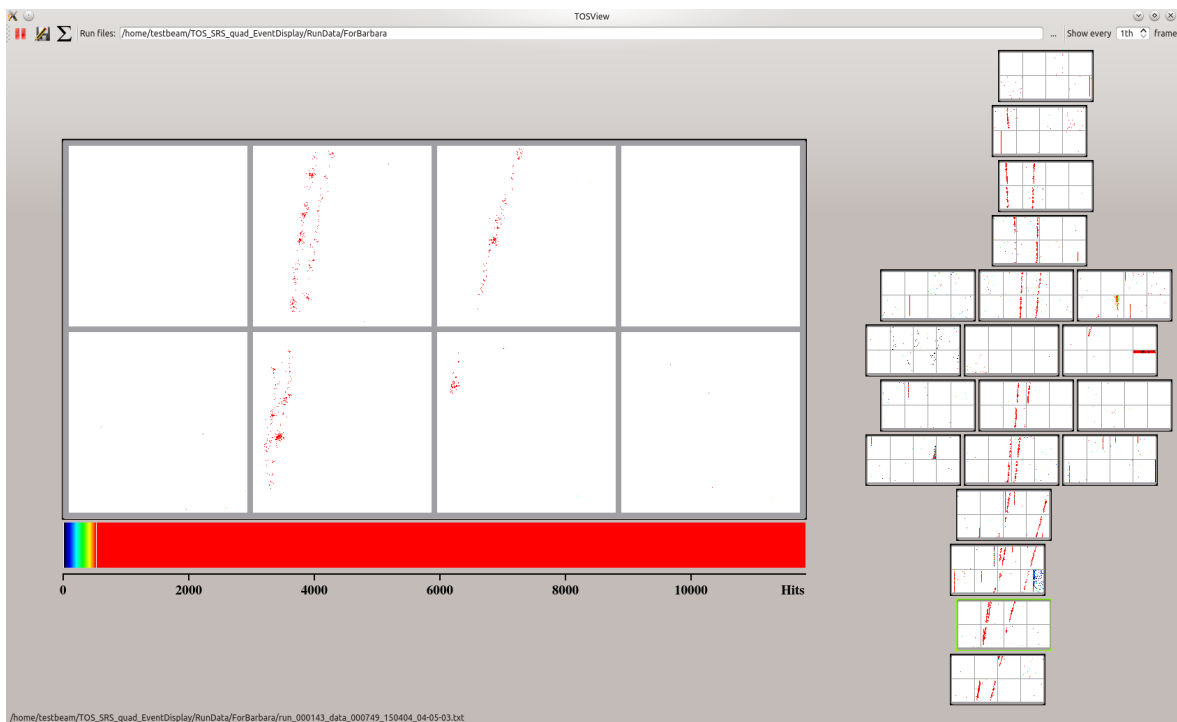 TOSView
Run files: /home/testbeam/TOS_SRS_quad_EventDisplay/RunData/ForBarbara ... Show every 1th frame
0 2000 4000 6000 8000 10000 Hits
/home/testbeam/TOS_SRS_quad_EventDisplay/RunData/ForBarbara/run_000143_data_000749_150404_04-05-03.txt